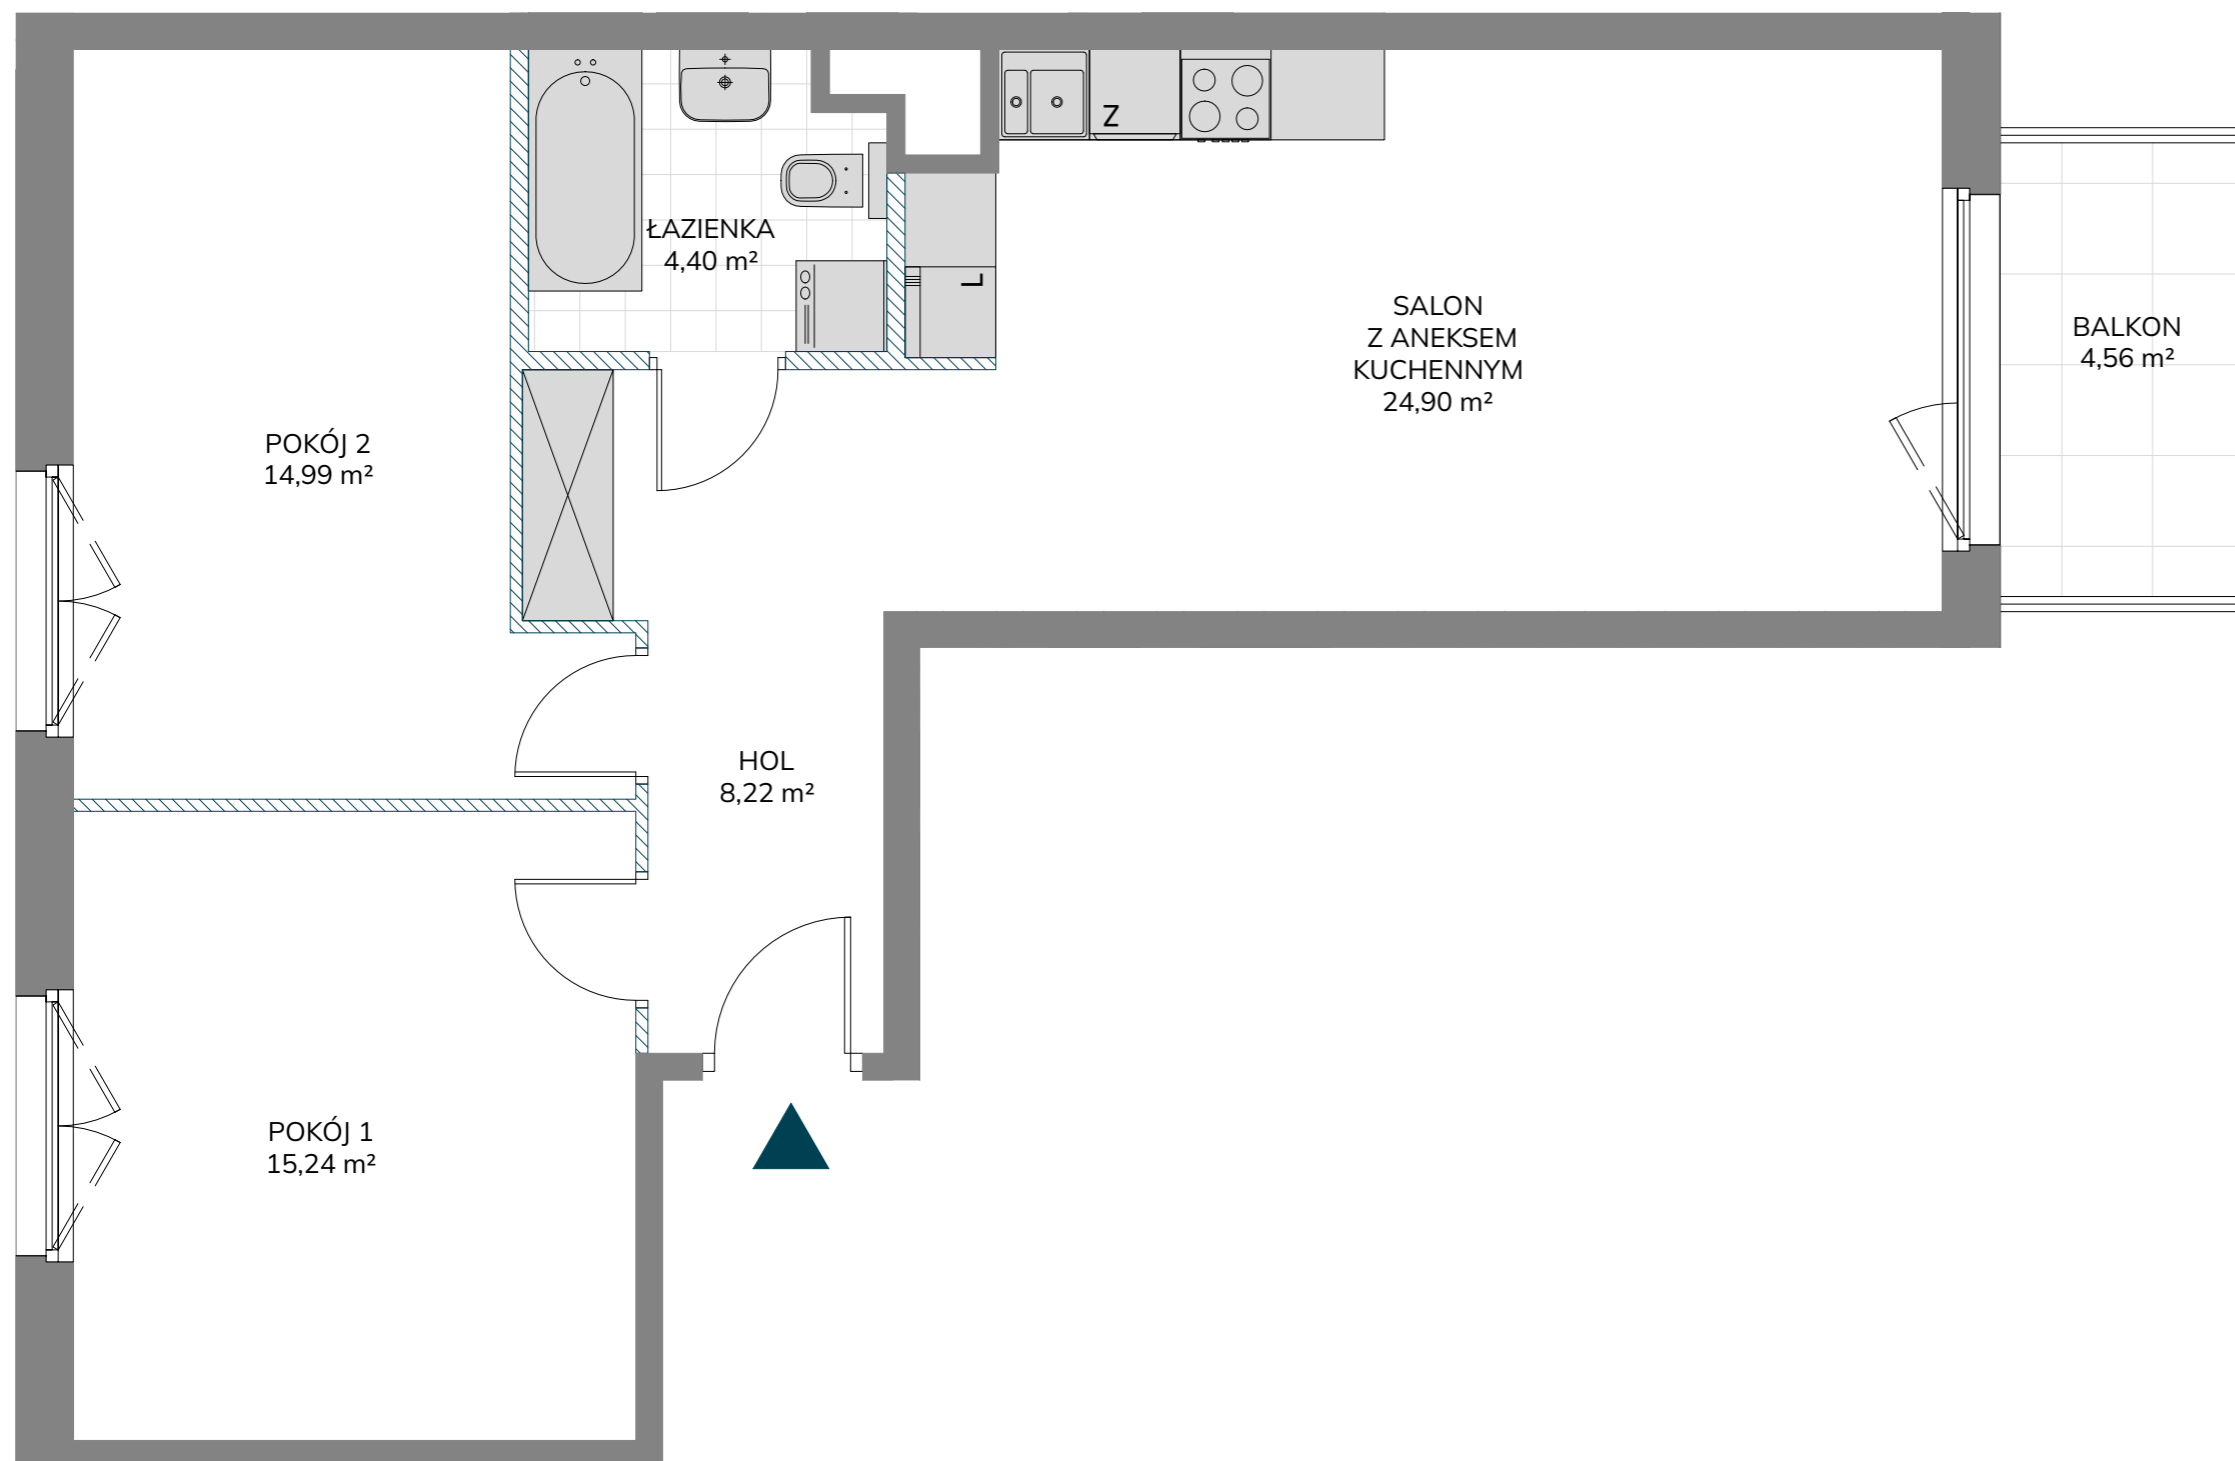 Z
ŁAZIENKA
4,40 m²
L
SALON
Z ANEKSEM
KUCHENNYM
24,90 m²
BALKON
4,56 m²
POKÓJ 2
14,99 m²
HOL
8,22 m²
POKÓJ 1
15,24 m²